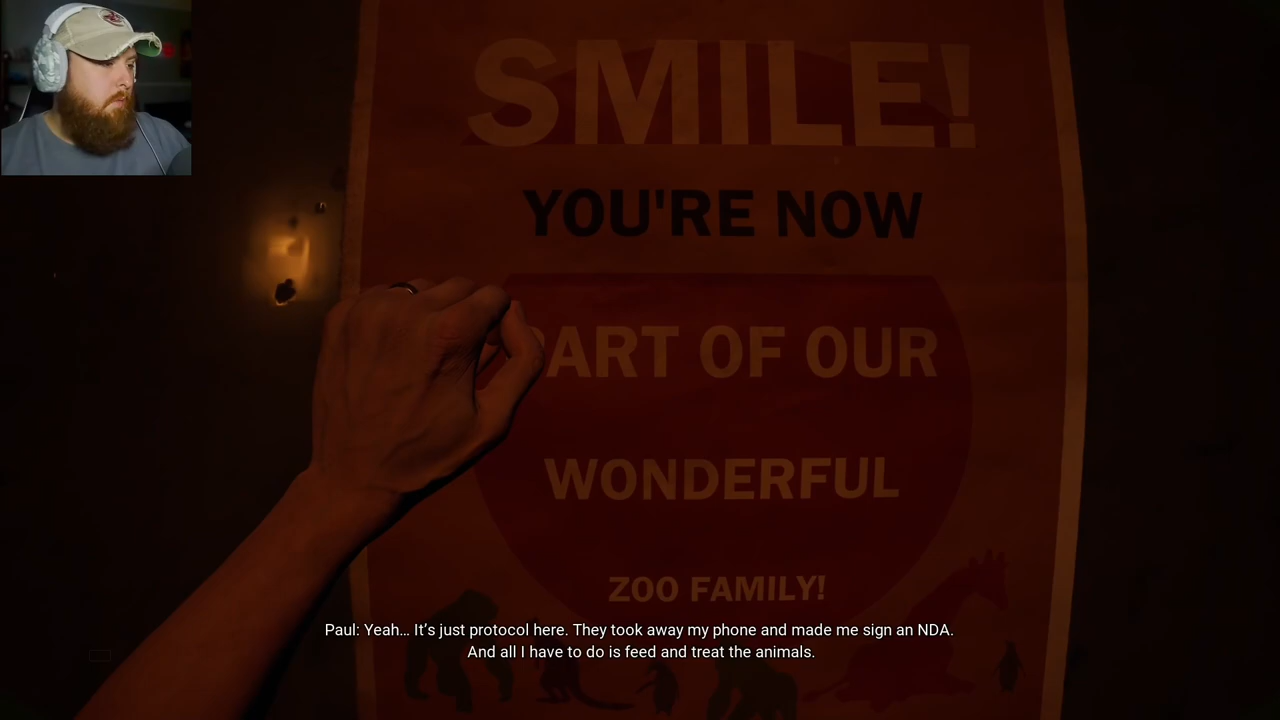 SMILE!
YOU'RE NOW
PART OF OUR
WONDERFUL
ZOO FAMILY!
Paul: Yeah… It’s just protocol here. They took away my phone and made me sign an NDA.
And all I have to do is feed and treat the animals.